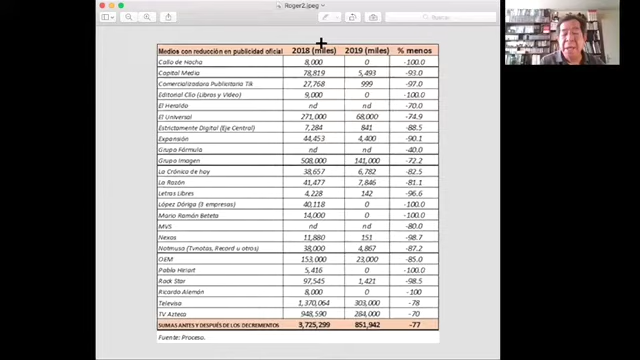 Roger2.jpeg
Buscar
Medios con reducción en publicidad oficial 2018 (miles) 2019 (miles) % menos
Callo de Hacha 8,000 0 -100.0
Capital Media 78,819 5,493 -93.0
Comercializadora Publicitaria Tik 27,768 999 -97.0
Editorial Clío (Libros y Video) 9,000 0 -100.0
El Heraldo nd nd -70.0
El Universal 271,000 68,000 -74.9
Estrictamente Digital (Eje Central) 7,284 841 -88.5
Expansión 44,453 4,400 -90.1
Grupo Fórmula nd nd -40.0
Grupo Imagen 508,000 141,000 -72.2
La Crónica de hoy 38,657 6,782 -82.5
La Razón 41,477 7,846 -81.1
Letras Libres 4,228 142 -96.6
López Dóriga (3 empresas) 40,118 0 -100.0
Mario Ramón Beteta 14,000 0 -100.0
MVS nd nd -80.0
Nexos 11,880 151 -98.7
Notmusa (Tvnotas, Record u otros) 38,000 4,867 -87.2
OEM 153,000 23,000 -85.0
Pablo Hiriart 5,416 0 -100.0
Rack Star 97,545 1,421 -98.5
Ricardo Alemán 8,000 0 -100
Televisa 1,370,064 303,000 -78
TV Azteca 948,590 284,000 -70
SUMAS ANTES Y DESPUÉS DE LOS DECREMENTOS 3,725,299 851,942 -77
Fuente: Proceso.